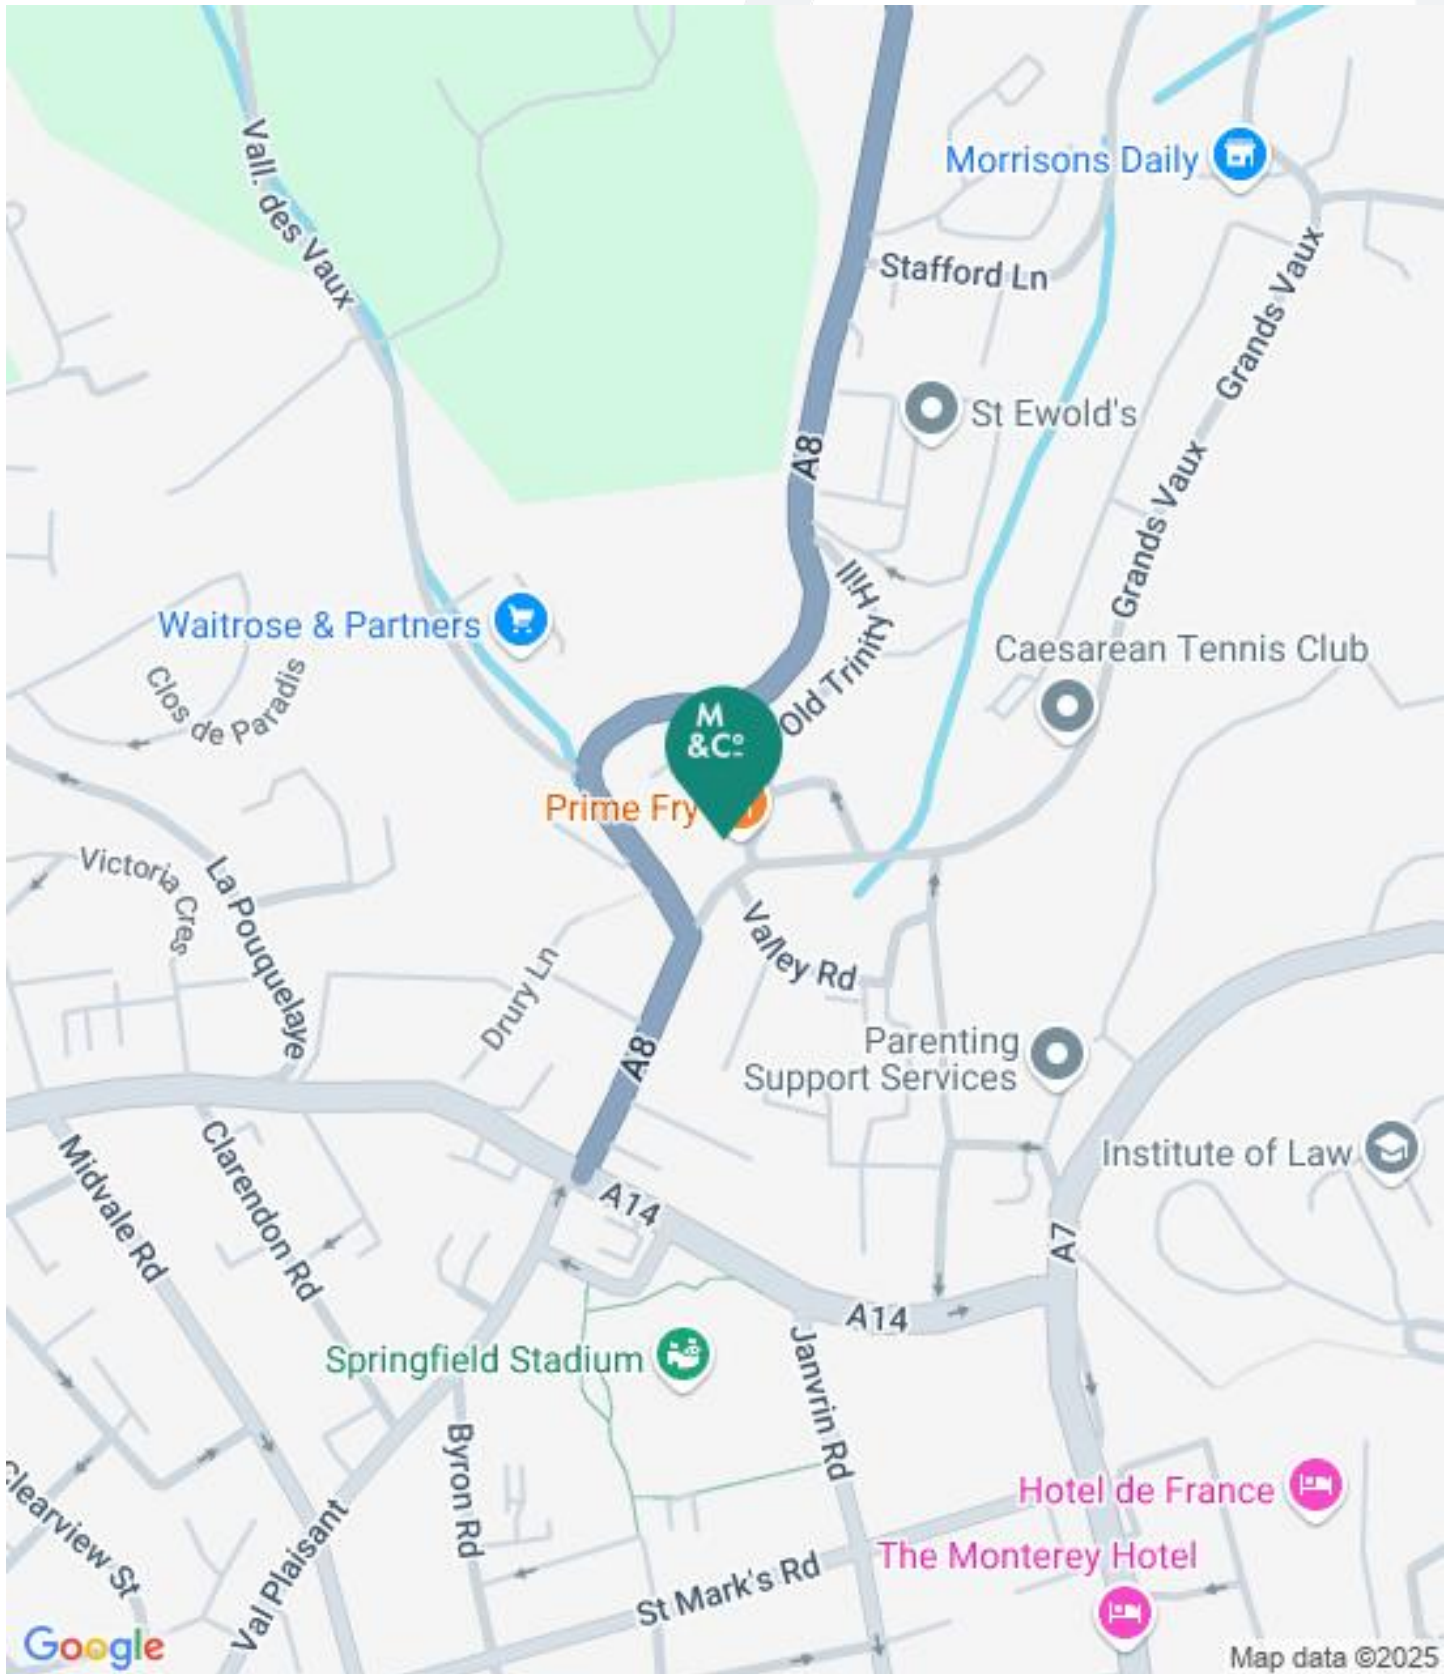 Vall. des Vaux
Morrisons Daily
Stafford Ln
Grands Vaux
St Ewold's
A8
Grands Vaux
Old Trinity Hill
Waitrose & Partners
Clos de Paradis
Caesarean Tennis Club
M
&Cº
Prime Fry
Victoria Cres
La Pouquelaye
Valley Rd
Drury Ln
A8
Parenting
Support Services
Midvale Rd
Clarendon Rd
Institute of Law
A14
A7
A14
Springfield Stadium
Janvrin Rd
Byron Rd
Hotel de France
Clearview St
Val Plaisant
The Monterey Hotel
St Mark's Rd
Google
Map data ©2025